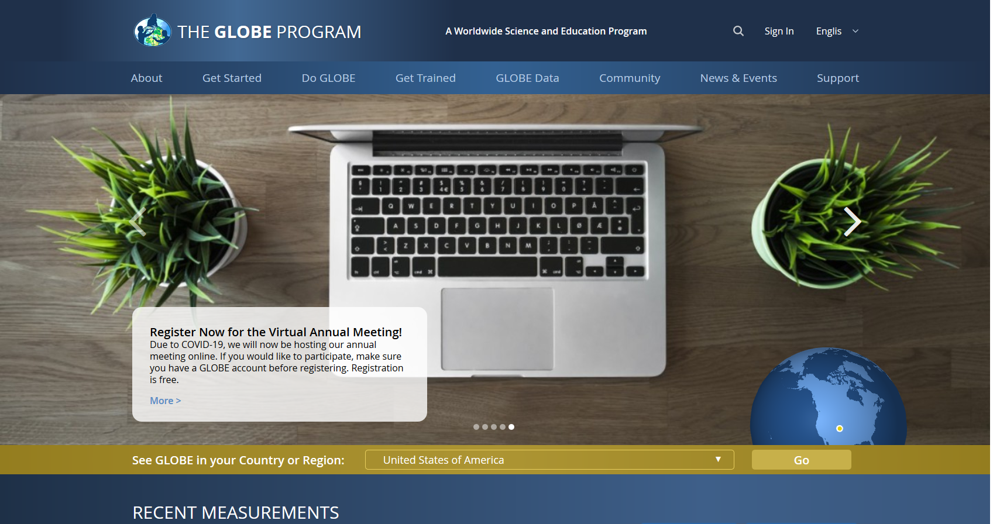 THE GLOBE PROGRAM
A Worldwide Science and Education Program
Sign In
Englis
About
Get Started
Do GLOBE
Get Trained
GLOBE Data
Community
News & Events
Support
Q W E R T Y U I O P Å
A S D F G H J K L Ø Æ
Z X C V B N M
Register Now for the Virtual Annual Meeting!
Due to COVID-19, we will now be hosting our annual
meeting online. If you would like to participate, make sure
you have a GLOBE account before registering. Registration
is free.
More >
See GLOBE in your Country or Region:
United States of America
Go
RECENT MEASUREMENTS